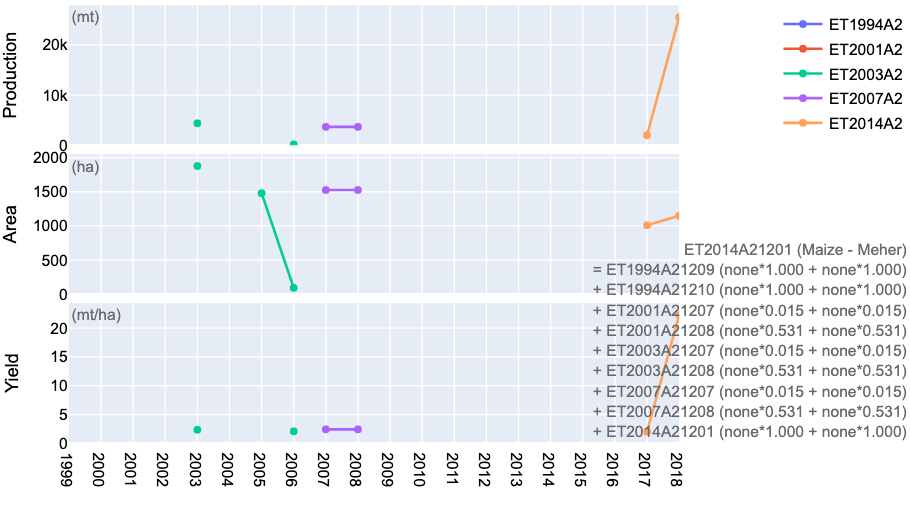 (mt)
Production
20k
10k
0
ET1994A2
ET2001A2
ET2003A2
ET2007A2
ET2014A2
(ha)
Area
2000
1500
1000
500
0
(mt/ha)
Yield
20
15
10
5
0
ET2014A21201 (Maize - Meher)
= ET1994A21209 (none*1.000 + none*1.000)
+ ET1994A21210 (none*1.000 + none*1.000)
+ ET2001A21207 (none*0.015 + none*0.015)
+ ET2001A21208 (none*0.531 + none*0.531)
+ ET2003A21207 (none*0.015 + none*0.015)
+ ET2003A21208 (none*0.531 + none*0.531)
+ ET2007A21207 (none*0.015 + none*0.015)
+ ET2007A21208 (none*0.531 + none*0.531)
+ ET2014A21201 (none*1.000 + none*1.000)
1999
2000
2001
2002
2003
2004
2005
2006
2007
2008
2009
2010
2011
2012
2013
2014
2015
2016
2017
2018